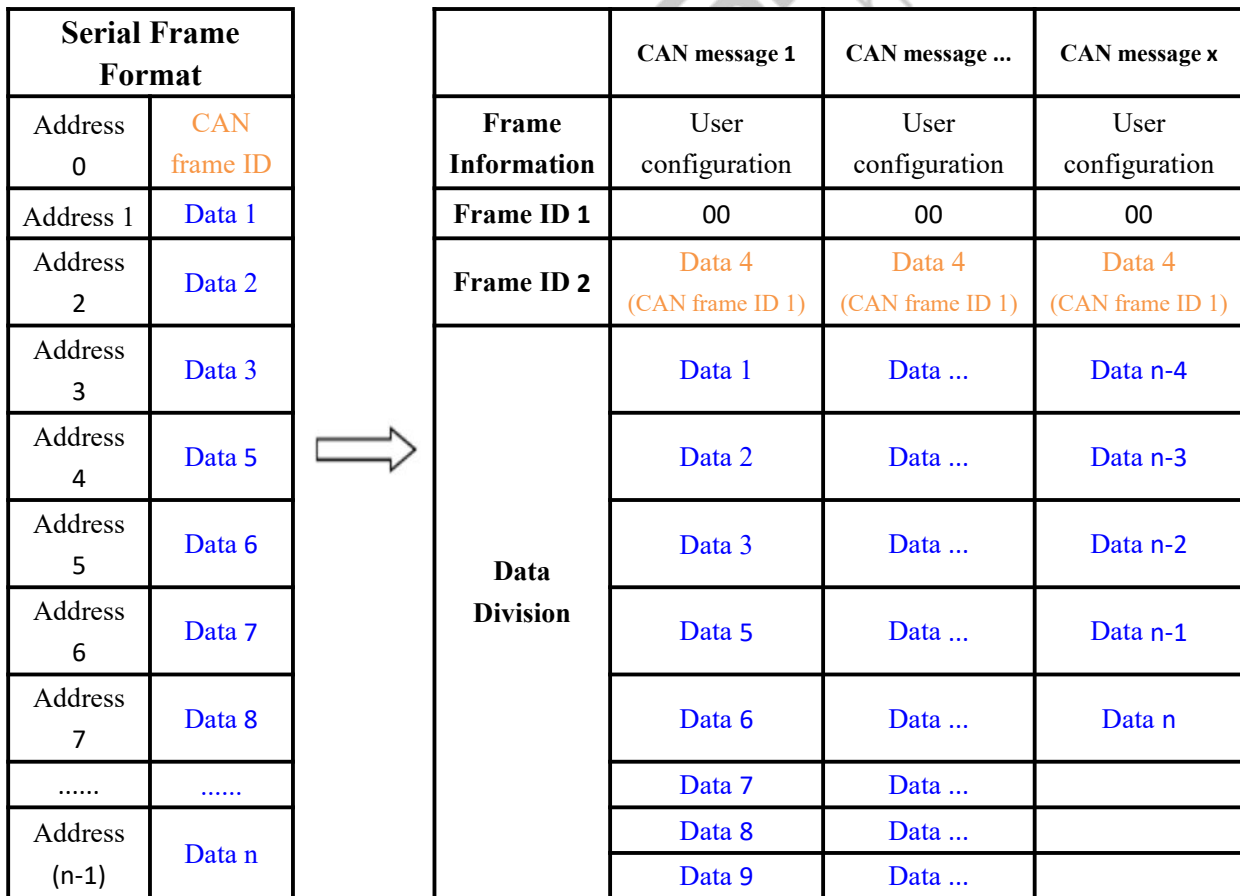 Serial Frame
Format
Address
0
CAN
frame ID
Address 1
Data 1
Address
2
Data 2
Address
3
Data 3
Address
4
Data 5
Address
5
Data 6
Address
6
Data 7
Address
7
Data 8
......
......
Address
(n-1)
Data n
CAN message 1
CAN message ...
CAN message x
Frame
Information
User
configuration
User
configuration
User
configuration
Frame ID 1
00
00
00
Frame ID 2
Data 4
(CAN frame ID 1)
Data 4
(CAN frame ID 1)
Data 4
(CAN frame ID 1)
Data
Division
Data 1
Data ...
Data n-4
Data 2
Data ...
Data n-3
Data 3
Data ...
Data n-2
Data 5
Data ...
Data n-1
Data 6
Data ...
Data n
Data 7
Data ...
Data 8
Data ...
Data 9
Data ...